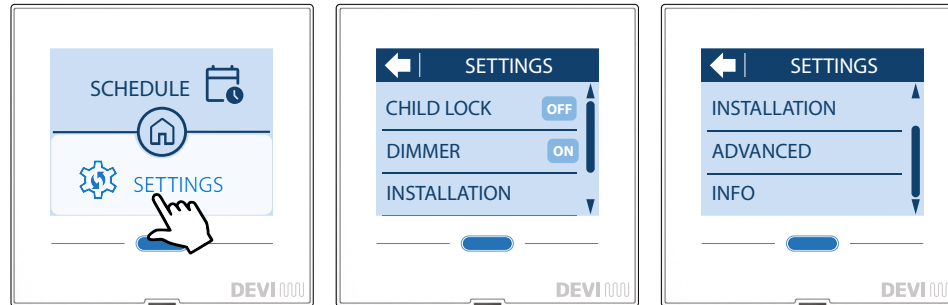 SCHEDULE
SETTINGS
DEVI
SETTINGS
CHILD LOCK OFF
DIMMER ON
INSTALLATION
DEVI
SETTINGS
INSTALLATION
ADVANCED
INFO
DEVI